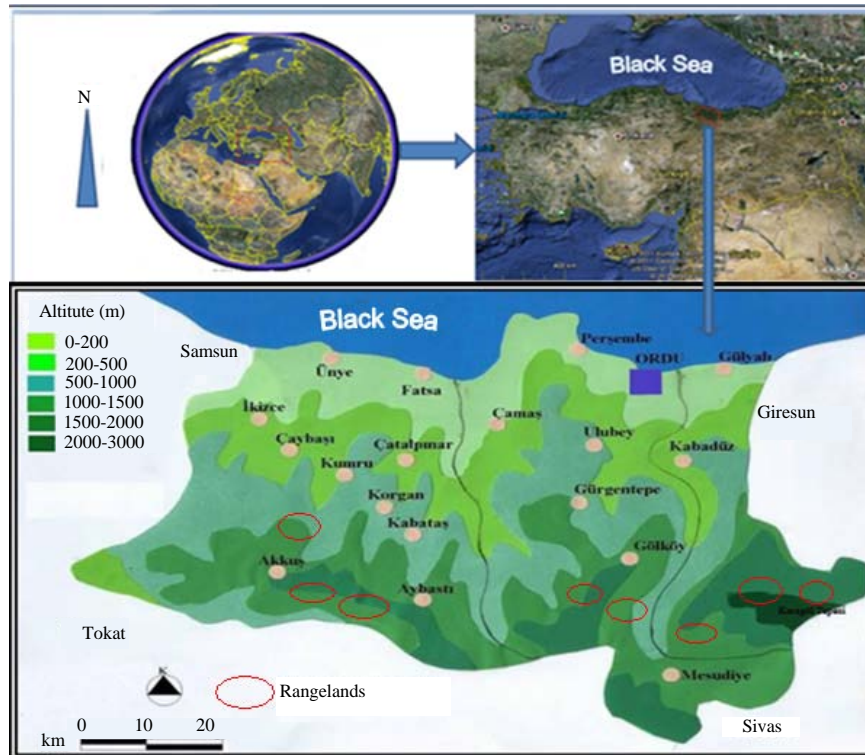 N
Black Sea
Altitute (m)
0-200
200-500
500-1000
1000-1500
1500-2000
2000-3000
Black Sea
Samsun
Perşembe
ORDU
Gülyalı
Ünye
Fatsa
Giresun
İkizce
Çamaş
Çaybaşı
Çatalpınar
Ulubey
Kabadüz
Kumru
Korgan
Gürgentepe
Kabataş
Gölköy
Akkuş
Aybastı
Tokat
Mesudiye
Rangelands
Sivas
0 10 20
km